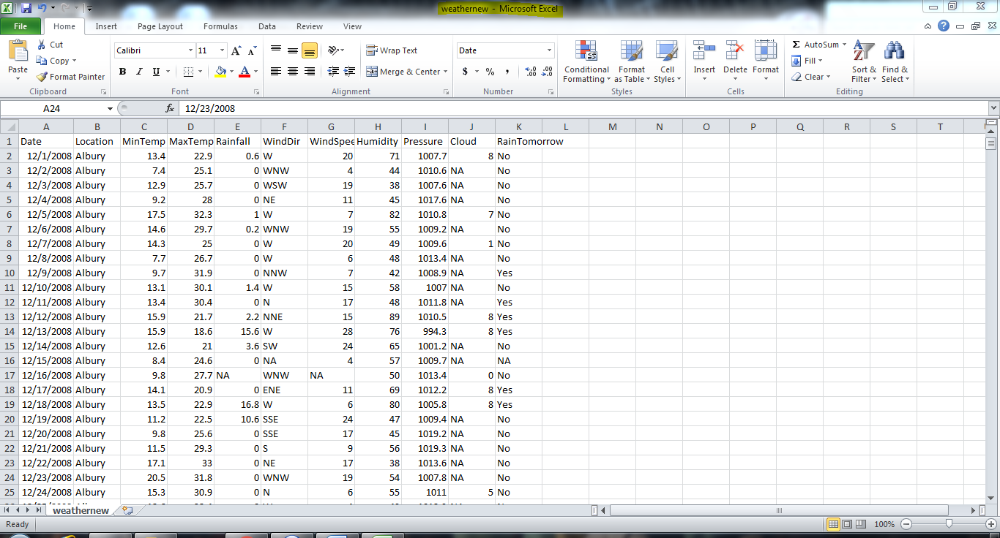 weathernew - Microsoft Excel
File Home Insert Page Layout Formulas Data Review View
Paste
Cut
Copy
Format Painter
Clipboard
Calibri 11
B I U A
Font
Wrap Text
Merge & Center
Alignment
Date
$ % ,
Number
Conditional Formatting
Format as Table
Cell Styles
Styles
Insert Delete Format
Cells
Σ AutoSum
Fill
Clear
Sort & Filter
Find & Select
Editing
A24 fx 12/23/2008
A B C D E F G H I J K L M N O P Q R S T
1 Date Location MinTemp MaxTemp Rainfall WindDir WindSpee Humidity Pressure Cloud RainTomorrow
2 12/1/2008 Albury 13.4 22.9 0.6 W 20 71 1007.7 8 No
3 12/2/2008 Albury 7.4 25.1 0 WNW 4 44 1010.6 NA No
4 12/3/2008 Albury 12.9 25.7 0 WSW 19 38 1007.6 NA No
5 12/4/2008 Albury 9.2 28 0 NE 11 45 1017.6 NA No
6 12/5/2008 Albury 17.5 32.3 1 W 7 82 1010.8 7 No
7 12/6/2008 Albury 14.6 29.7 0.2 WNW 19 55 1009.2 NA No
8 12/7/2008 Albury 14.3 25 0 W 20 49 1009.6 1 No
9 12/8/2008 Albury 7.7 26.7 0 W 6 48 1013.4 NA No
10 12/9/2008 Albury 9.7 31.9 0 NNW 7 42 1008.9 NA Yes
11 12/10/2008 Albury 13.1 30.1 1.4 W 15 58 1007 NA No
12 12/11/2008 Albury 13.4 30.4 0 N 17 48 1011.8 NA Yes
13 12/12/2008 Albury 15.9 21.7 2.2 NNE 15 89 1010.5 8 Yes
14 12/13/2008 Albury 15.9 18.6 15.6 W 28 76 994.3 8 Yes
15 12/14/2008 Albury 12.6 21 3.6 SW 24 65 1001.2 NA No
16 12/15/2008 Albury 8.4 24.6 0 NA 4 57 1009.7 NA NA
17 12/16/2008 Albury 9.8 27.7 NA WNW NA 50 1013.4 0 No
18 12/17/2008 Albury 14.1 20.9 0 ENE 11 69 1012.2 8 Yes
19 12/18/2008 Albury 13.5 22.9 16.8 W 6 80 1005.8 8 Yes
20 12/19/2008 Albury 11.2 22.5 10.6 SSE 24 47 1009.4 NA No
21 12/20/2008 Albury 9.8 25.6 0 SSE 17 45 1019.2 NA No
22 12/21/2008 Albury 11.5 29.3 0 S 9 56 1019.3 NA No
23 12/22/2008 Albury 17.1 33 0 NE 17 38 1013.6 NA No
24 12/23/2008 Albury 20.5 31.8 0 WNW 19 54 1007.8 NA No
25 12/24/2008 Albury 15.3 30.9 0 N 6 55 1011 5 No
weathernew
Ready 100%